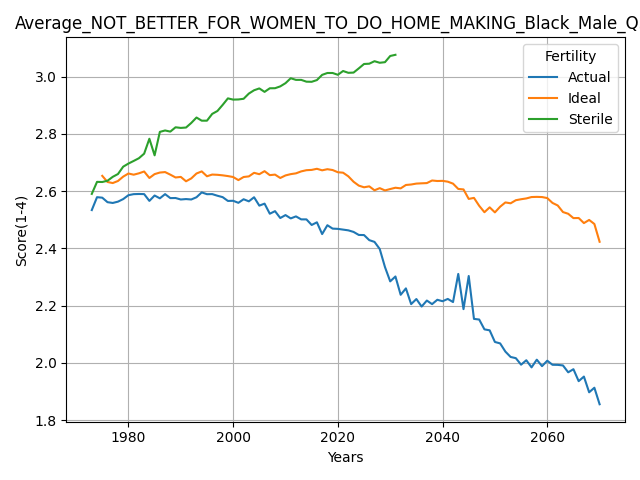 Average_NOT_BETTER_FOR_WOMEN_TO_DO_HOME_MAKING_Black_Male_Q
Fertility
Actual
Ideal
Sterile
Score(1-4)
3.0
2.8
2.6
2.4
2.2
2.0
1.8
1980 2000 2020 2040 2060
Years